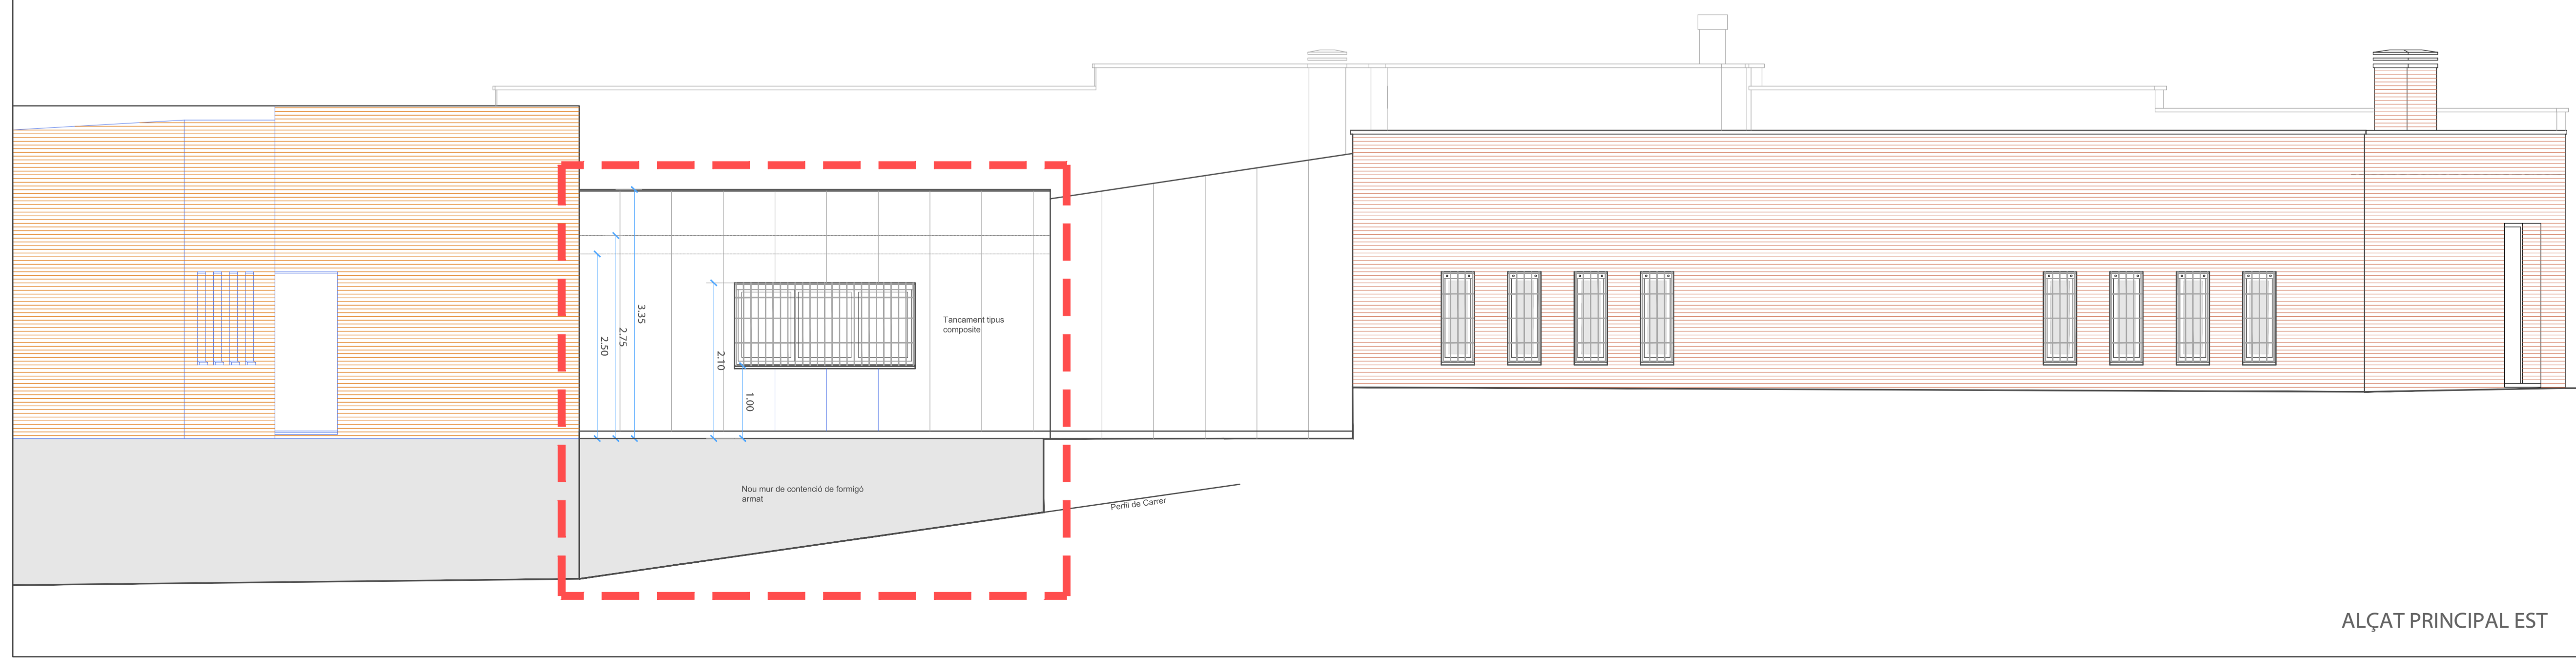 3.35
2.75
2.50
2.10
1.00
Tancament tipus
composite
Nou mur de contenció de formigó
armat
Perfil de Carrer
ALÇAT PRINCIPAL EST